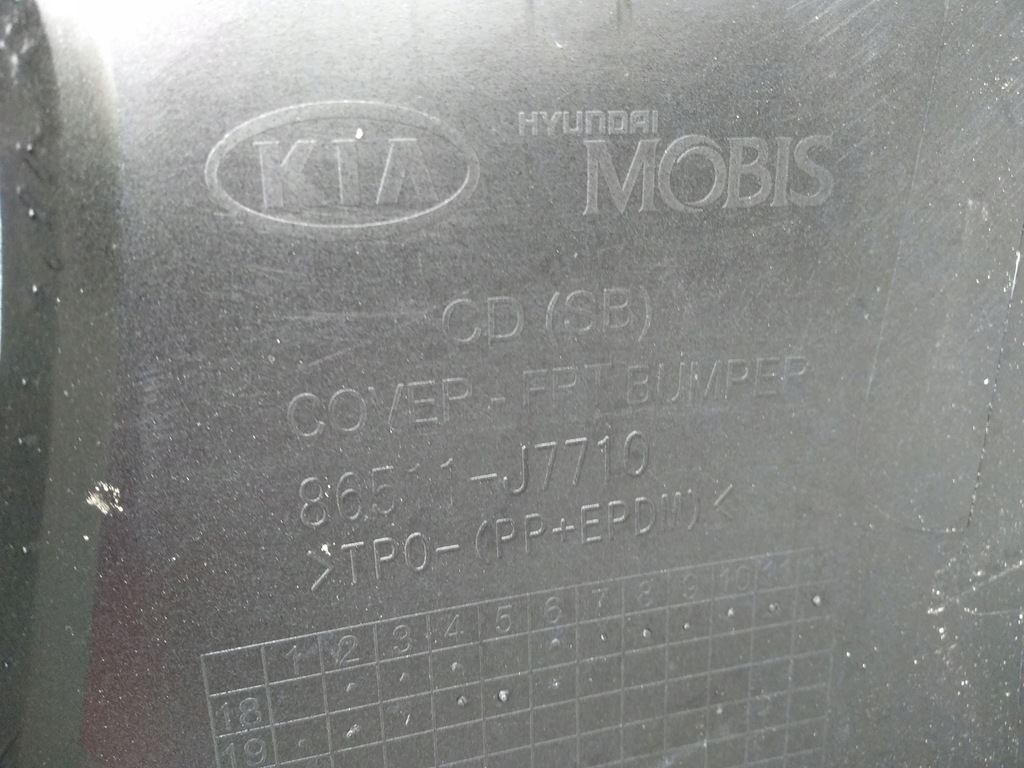 KIA
HYUNDAI
MOBIS
CD (SB)
COVER - FRT BUMPER
86511-J7710
>TPO-(PP+EPDM)<
1 2 3 4 5 6 7 8 9 10 11
18
19